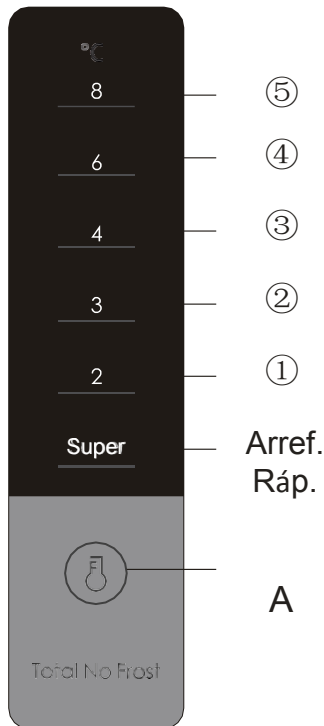 °C
8 ⑤
6 ④
4 ③
3 ②
2 ①
Super Arref.
Ráp.
A
Total No Frost